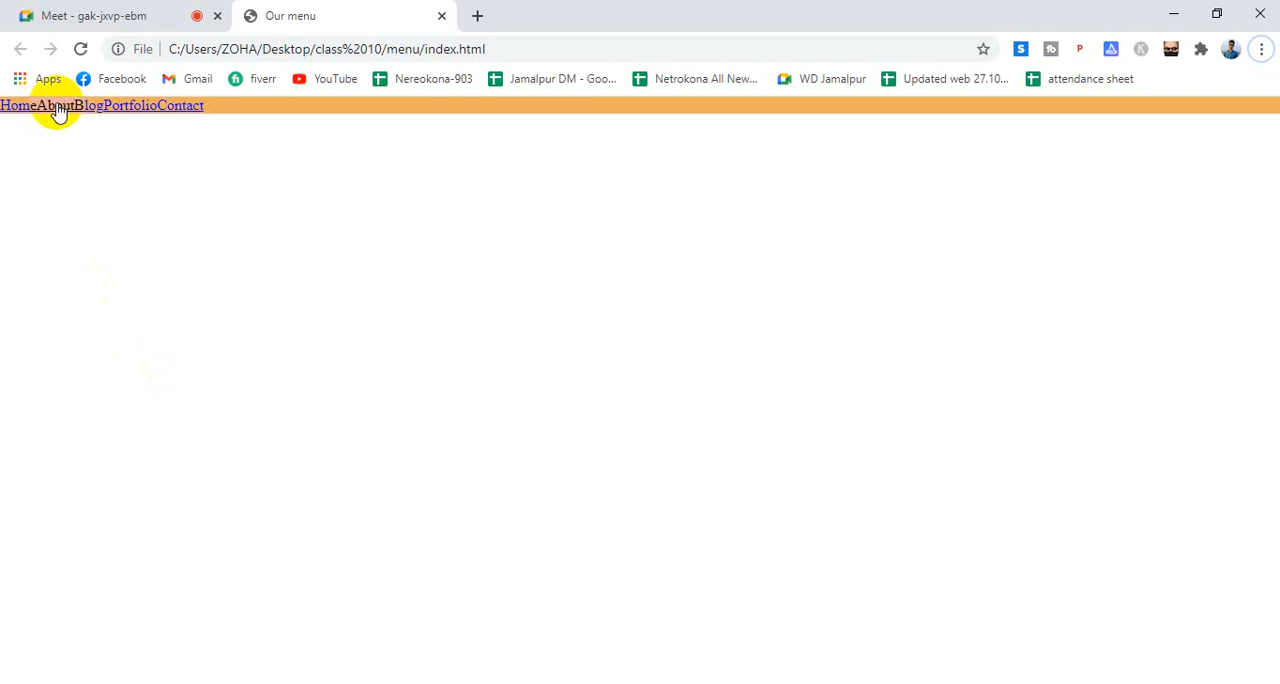 Meet - gak-jxvp-ebm
Our menu
File
C:/Users/ZOHA/Desktop/class%2010/menu/index.html
Apps
Facebook
Gmail
fiverr
YouTube
Nereokona-903
Jamalpur DM - Goo...
Netrokona All New...
WD Jamalpur
Updated web 27.10...
attendance sheet
HomeAboutBlogPortfolioContact